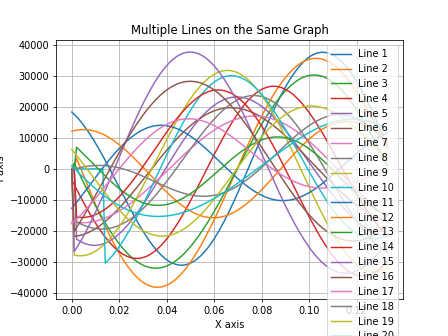 Multiple Lines on the Same Graph
40000
30000
20000
10000
0
-10000
-20000
-30000
-40000
0.00
0.02
0.04
0.06
0.08
0.10
X axis
Line 1
Line 2
Line 3
Line 4
Line 5
Line 6
Line 7
Line 8
Line 9
Line 10
Line 11
Line 12
Line 13
Line 14
Line 15
Line 16
Line 17
Line 18
Line 19
Line 20